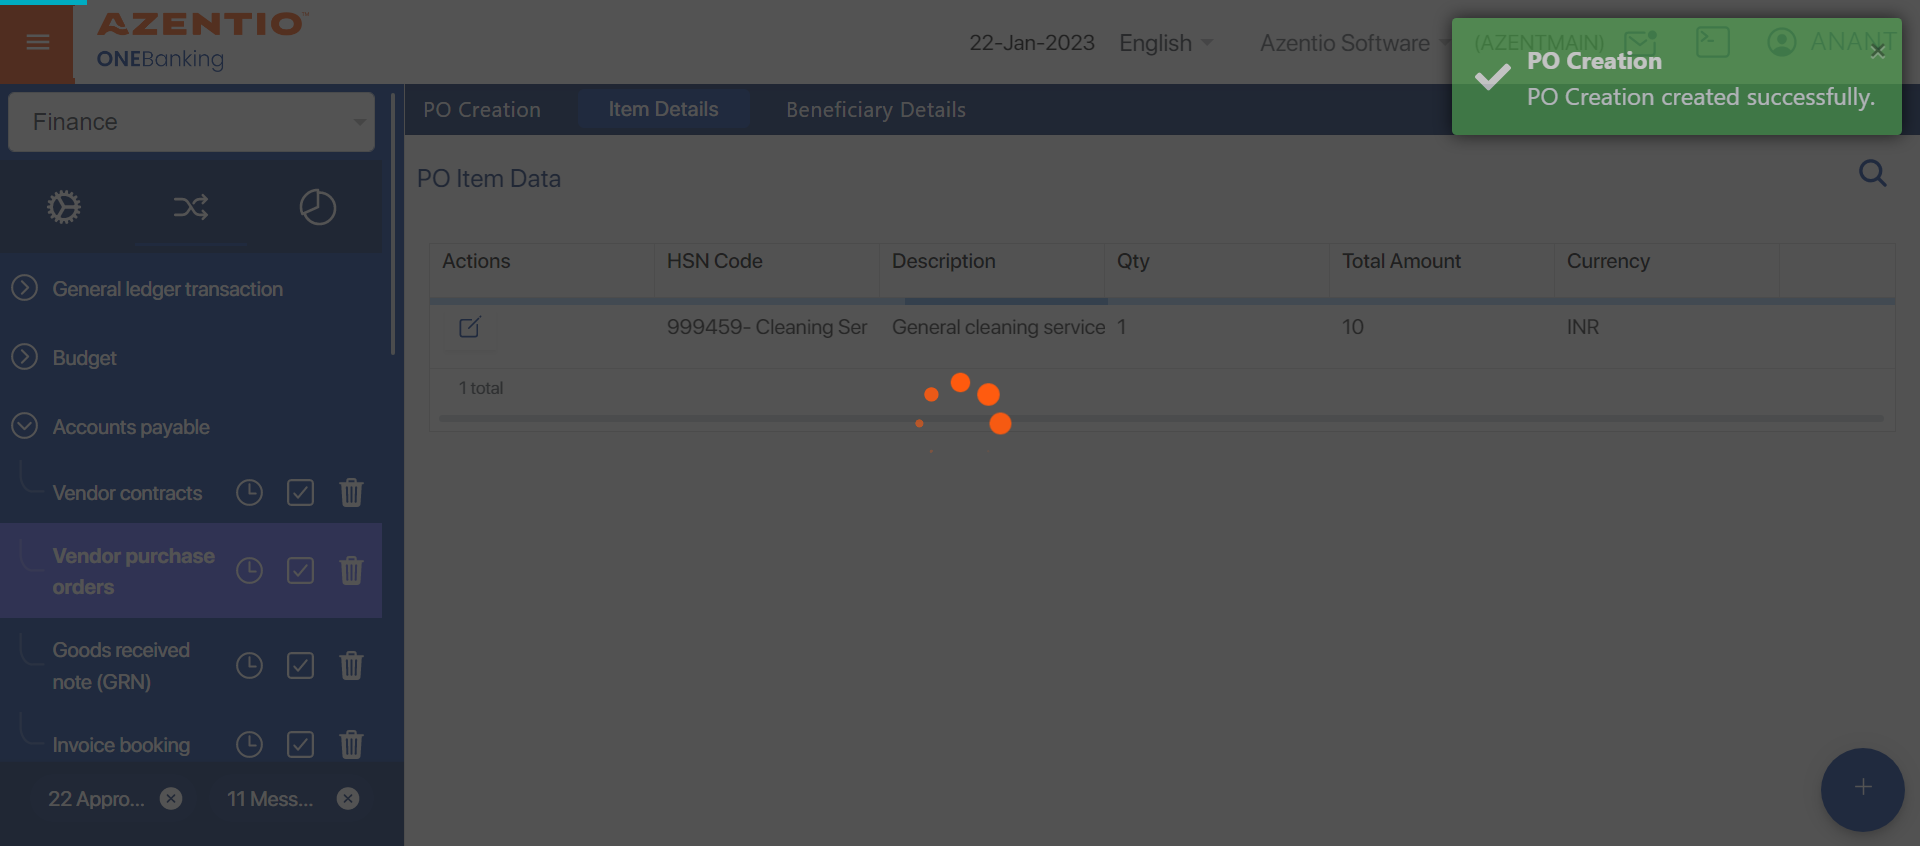 AZENTIO™
ONEBanking
22-Jan-2023 English Azentio Software (AZENTMAIN) ANANT
PO Creation
PO Creation created successfully.
×
Finance
PO Creation Item Details Beneficiary Details
PO Item Data
General ledger transaction
Budget
Accounts payable
Vendor contracts
Vendor purchase
orders
Goods received
note (GRN)
Invoice booking
22 Appro... 11 Mess...
Actions HSN Code Description Qty Total Amount Currency
999459- Cleaning Ser General cleaning service 1 10 INR
1 total
+